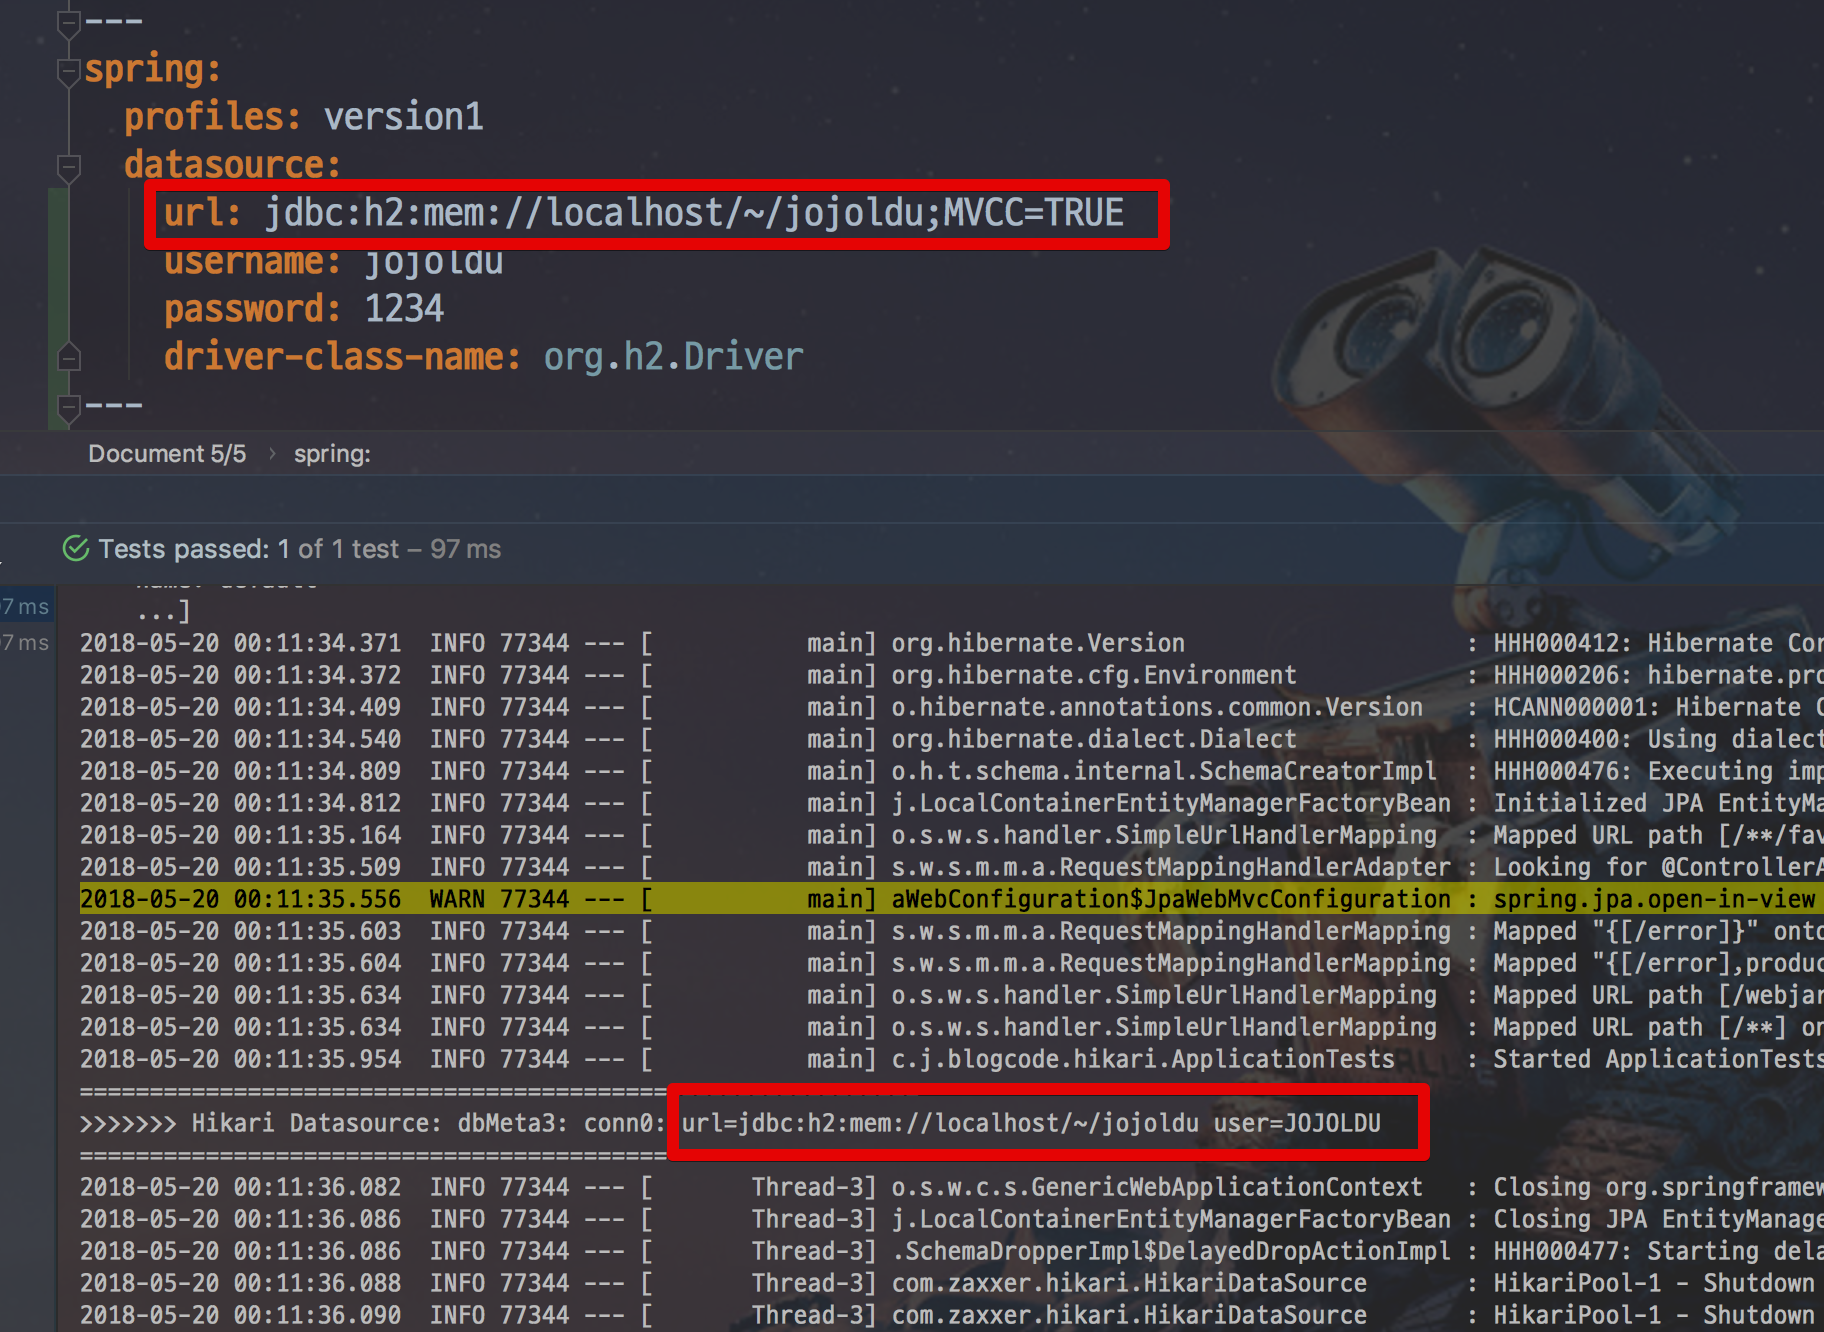 ---
spring:
profiles: version1
datasource:
url: jdbc:h2:mem://localhost/~/jojoldu;MVCC=TRUE
username: jojoldu
password: 1234
driver-class-name: org.h2.Driver
---
Document 5/5 › spring:
Tests passed: 1 of 1 test – 97 ms
name: default
...]
7 ms
7 ms
2018-05-20 00:11:34.371 INFO 77344 --- [ main] org.hibernate.Version : HHH000412: Hibernate Cor
2018-05-20 00:11:34.372 INFO 77344 --- [ main] org.hibernate.cfg.Environment : HHH000206: hibernate.pro
2018-05-20 00:11:34.409 INFO 77344 --- [ main] o.hibernate.annotations.common.Version : HCANN000001: Hibernate C
2018-05-20 00:11:34.540 INFO 77344 --- [ main] org.hibernate.dialect.Dialect : HHH000400: Using dialect
2018-05-20 00:11:34.809 INFO 77344 --- [ main] o.h.t.schema.internal.SchemaCreatorImpl : HHH000476: Executing imp
2018-05-20 00:11:34.812 INFO 77344 --- [ main] j.LocalContainerEntityManagerFactoryBean : Initialized JPA EntityMa
2018-05-20 00:11:35.164 INFO 77344 --- [ main] o.s.w.s.handler.SimpleUrlHandlerMapping : Mapped URL path [/**/fav
2018-05-20 00:11:35.509 INFO 77344 --- [ main] s.w.s.m.m.a.RequestMappingHandlerAdapter : Looking for @ControllerA
2018-05-20 00:11:35.556 WARN 77344 --- [ main] aWebConfiguration$JpaWebMvcConfiguration : spring.jpa.open-in-view
2018-05-20 00:11:35.603 INFO 77344 --- [ main] s.w.s.m.m.a.RequestMappingHandlerMapping : Mapped "{[/error]}" onto
2018-05-20 00:11:35.604 INFO 77344 --- [ main] s.w.s.m.m.a.RequestMappingHandlerMapping : Mapped "{[/error],produc
2018-05-20 00:11:35.634 INFO 77344 --- [ main] o.s.w.s.handler.SimpleUrlHandlerMapping : Mapped URL path [/webjar
2018-05-20 00:11:35.634 INFO 77344 --- [ main] o.s.w.s.handler.SimpleUrlHandlerMapping : Mapped URL path [/**] on
2018-05-20 00:11:35.954 INFO 77344 --- [ main] c.j.blogcode.hikari.ApplicationTests : Started ApplicationTests
==========================================
>>>>>>> Hikari Datasource: dbMeta3: conn0: url=jdbc:h2:mem://localhost/~/jojoldu user=JOJOLDU
==========================================
2018-05-20 00:11:36.082 INFO 77344 --- [ Thread-3] o.s.w.c.s.GenericWebApplicationContext : Closing org.springframew
2018-05-20 00:11:36.086 INFO 77344 --- [ Thread-3] j.LocalContainerEntityManagerFactoryBean : Closing JPA EntityManage
2018-05-20 00:11:36.086 INFO 77344 --- [ Thread-3] .SchemaDropperImpl$DelayedDropActionImpl : HHH000477: Starting dela
2018-05-20 00:11:36.088 INFO 77344 --- [ Thread-3] com.zaxxer.hikari.HikariDataSource : HikariPool-1 - Shutdown
2018-05-20 00:11:36.090 INFO 77344 --- [ Thread-3] com.zaxxer.hikari.HikariDataSource : HikariPool-1 - Shutdown